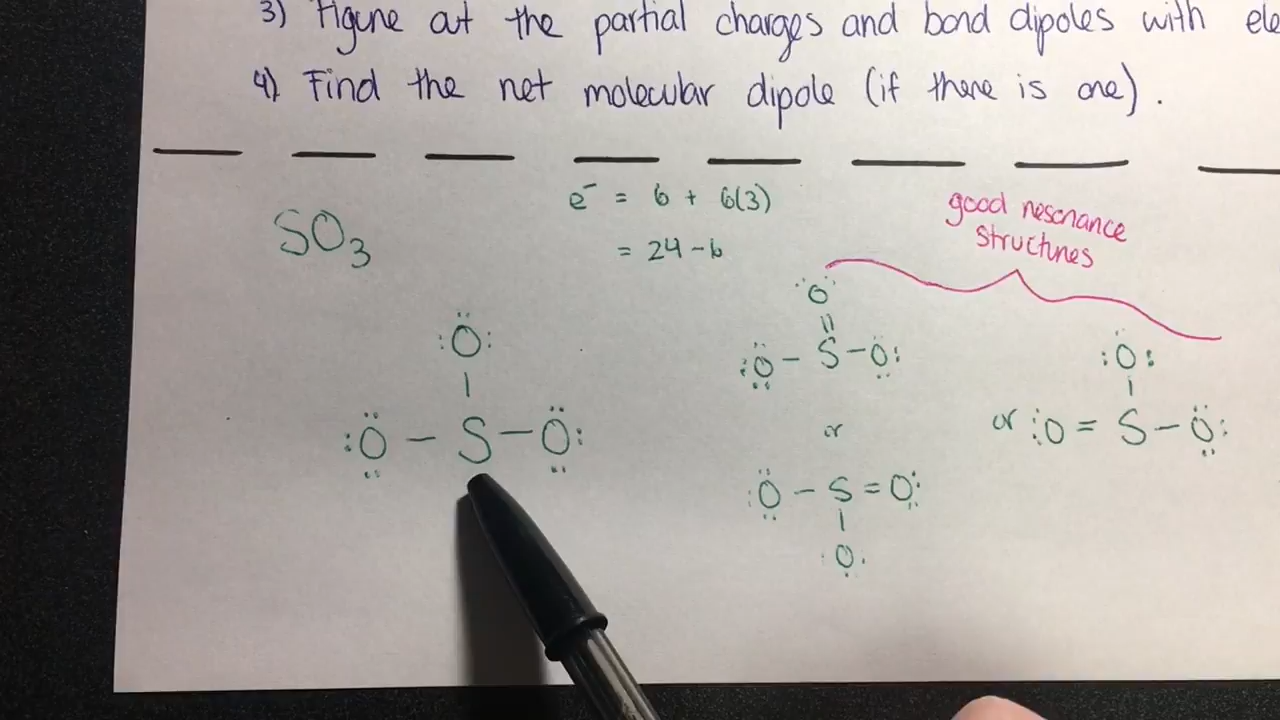 3) Figure out the partial charges and bond dipoles with ele
4) Find the net molecular dipole (if there is one).
SO₃
e⁻ = 6 + 6(3)
= 24 - 6
good resonance
structures
:Ö:
|
:Ö - S - Ö:
Ö
||
:Ö - S - Ö:
or
:Ö - S = Ö:
|
:Ö:
:Ö:
|
or :Ö = S - Ö: